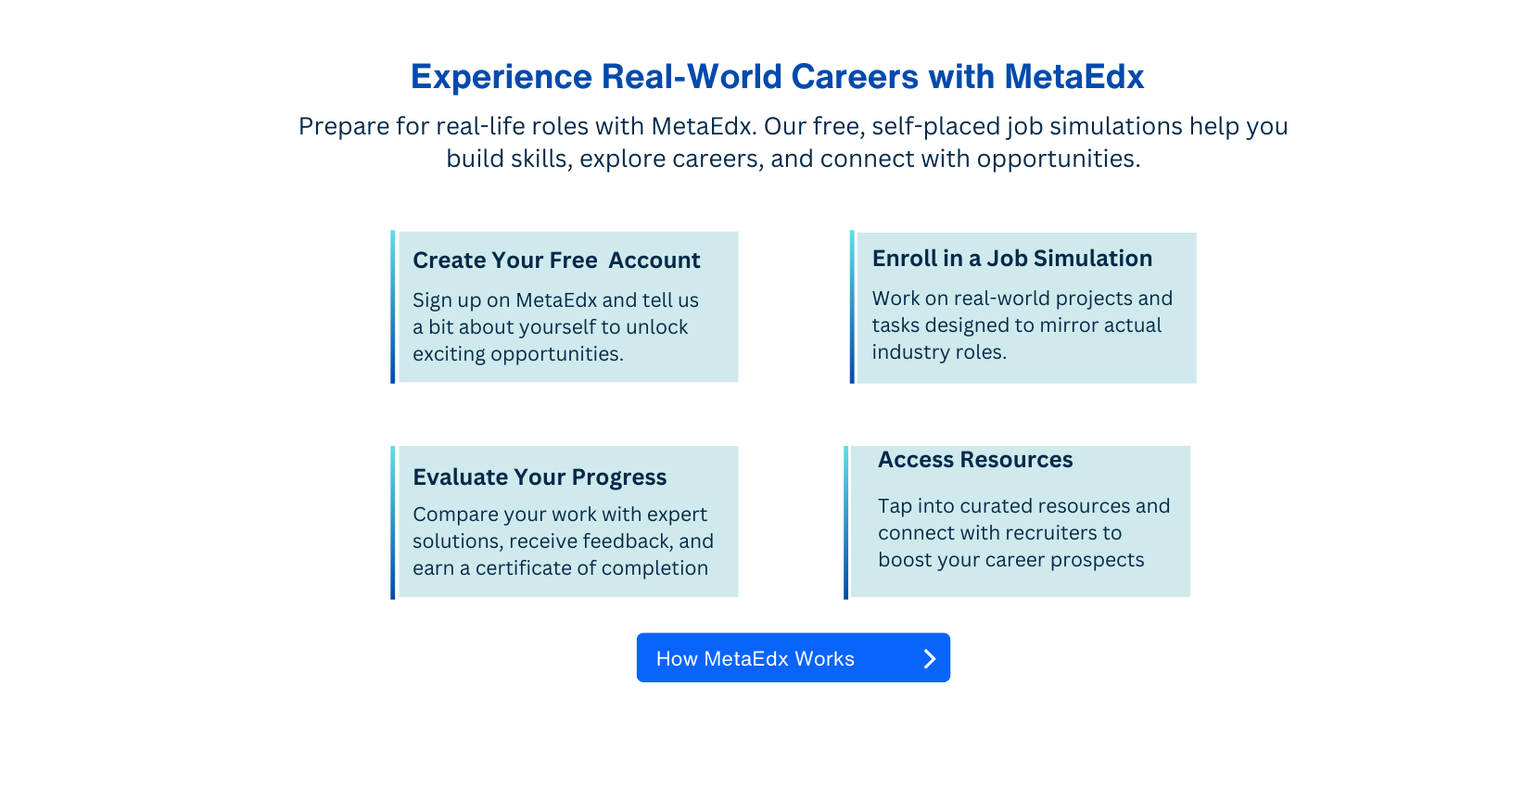 Experience Real-World Careers with MetaEdx
Prepare for real-life roles with MetaEdx. Our free, self-placed job simulations help you
build skills, explore careers, and connect with opportunities.
Create Your Free  Account
Sign up on MetaEdx and tell us
a bit about yourself to unlock
exciting opportunities.
Enroll in a Job Simulation
Work on real-world projects and
tasks designed to mirror actual
industry roles.
Evaluate Your Progress
Compare your work with expert
solutions, receive feedback, and
earn a certificate of completion
Access Resources
Tap into curated resources and
connect with recruiters to
boost your career prospects
How MetaEdx Works